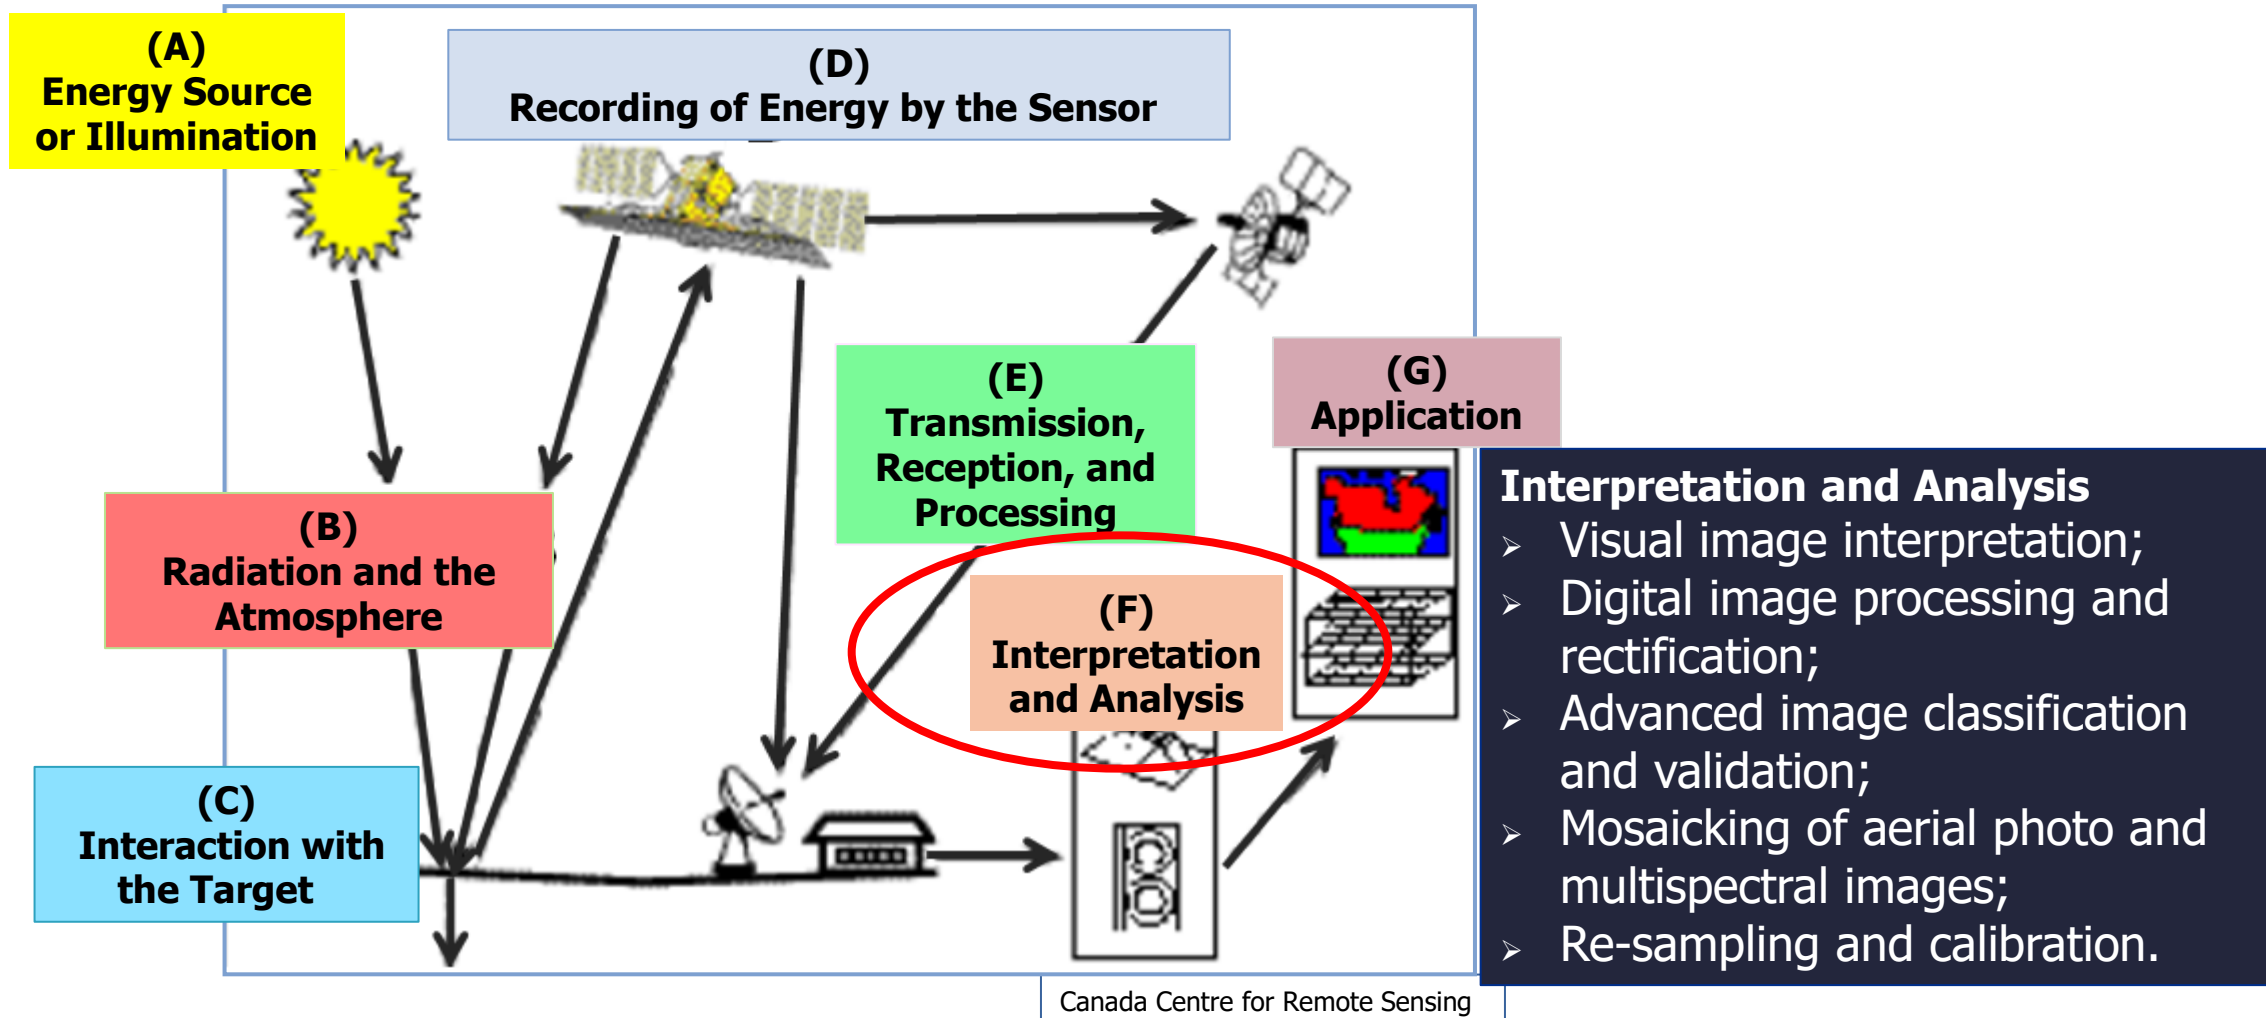 (A)
Energy Source
or Illumination
(D)
Recording of Energy by the Sensor
(E)
Transmission,
Reception, and
Processing
(G)
Application
(B)
Radiation and the
Atmosphere
(F)
Interpretation
and Analysis
(C)
Interaction with
the Target
Interpretation and Analysis
➢ Visual image interpretation;
➢ Digital image processing and
rectification;
➢ Advanced image classification
and validation;
➢ Mosaicking of aerial photo and
multispectral images;
➢ Re-sampling and calibration.
Canada Centre for Remote Sensing